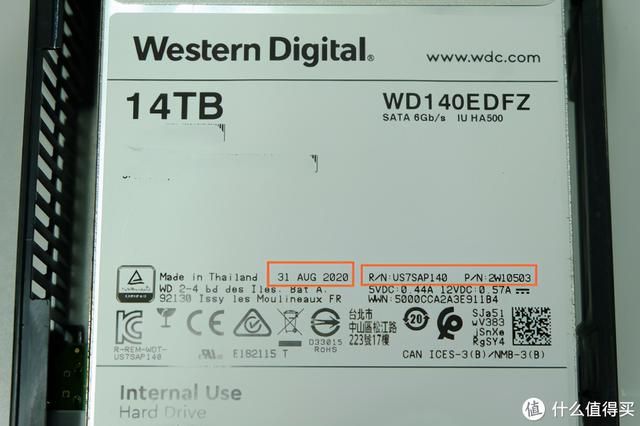 Western Digital®
www.wdc.com
14TB
WD140EDFZ
SATA 6Gb/s IU HA500
Made in Thailand 31 AUG 2020 R/N:US7SAP140 P/N:2W10503
WD 2-4 bd des Iles. Bat A. 5VDC:0.44A 12VDC:0.57A
92130 Issy les Moulineaux FR WWN:5000CCA2A3E911B4
R-REM-WDT-
US7SAP140
E182115 T
D33015
RoHS
台北市
中山區松江路
223號17樓
20
SJa5l
wV3B3
jSnXe
RgSY4
CAN ICES-3(B)/NMB-3(B)
Internal Use
Hard Drive
值 什么值得买